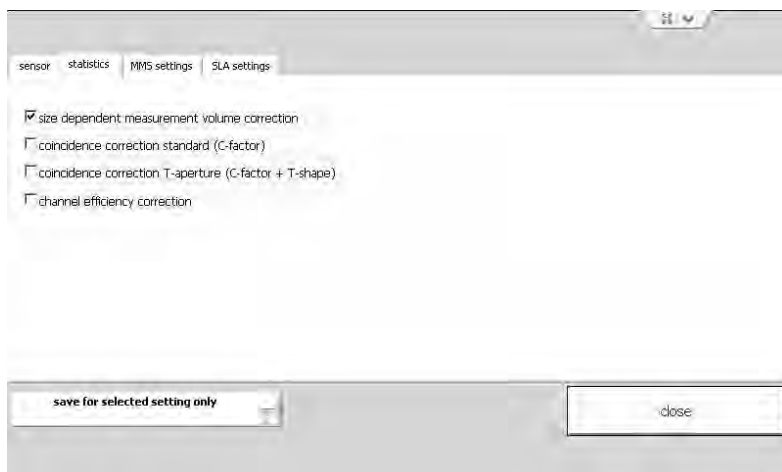 sensor statistics MMS settings SLA settings
size dependent measurement volume correction
coincidence correction standard (C-factor)
coincidence correction T-aperture (C-factor + T-shape)
channel efficiency correction
save for selected setting only
close